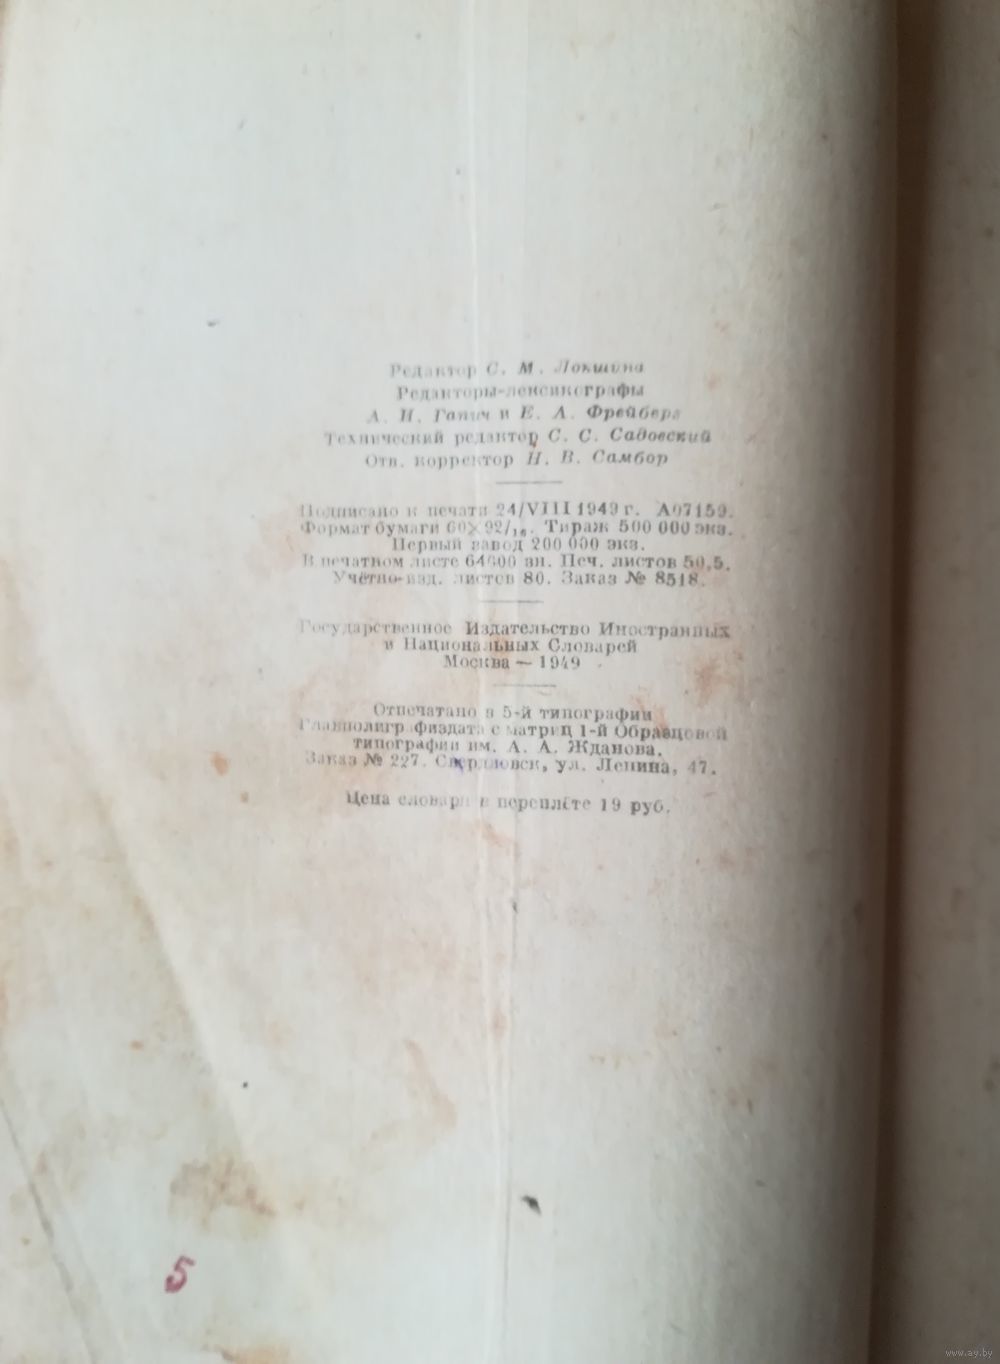 Редактор С. М. Локшина
Редакторы-лексикографы
А. И. Ганич и Е. А. Фрейберг
Технический редактор С. С. Садовский
Отв. корректор Н. В. Самбор
Подписано к печати 24/VIII 1949 г. А07159.
Формат бумаги 60×92/₁₆. Тираж 500 000 экз.
Первый завод 200 000 экз.
В печатном листе 64600 зн. Печ. листов 50,5.
Учётно-изд. листов 80. Заказ № 8518.
Государственное Издательство Иностранных
и Национальных Словарей
Москва — 1949
Отпечатано в 5-й типографии
Главполиграфиздата с матриц 1-й Образцовой
типографии им. А. А. Жданова.
Заказ № 227. Свердловск, ул. Ленина, 47.
Цена словаря в переплёте 19 руб.
5
www.ay.by